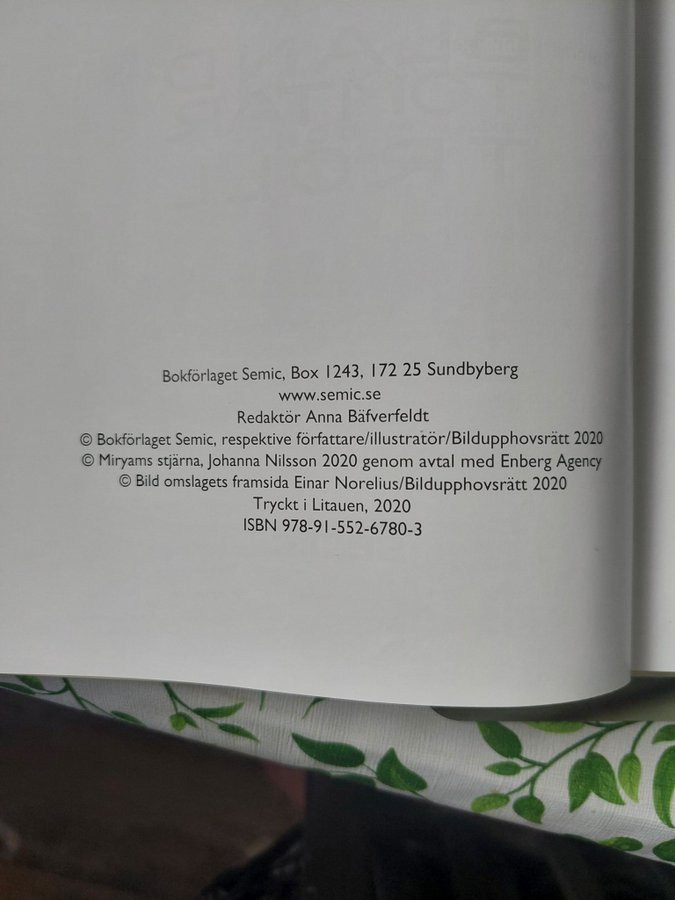 Bokförlaget Semic, Box 1243, 172 25 Sundbyberg
www.semic.se
Redaktör Anna Bäfverfeldt
© Bokförlaget Semic, respektive författare/illustratör/Bildupphovsrätt 2020
© Miryams stjärna, Johanna Nilsson 2020 genom avtal med Enberg Agency
© Bild omslagets framsida Einar Norelius/Bildupphovsrätt 2020
Tryckt i Litauen, 2020
ISBN 978-91-552-6780-3